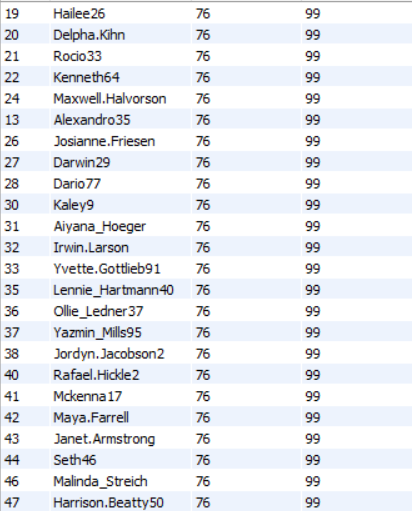 19 Hailee26 76 99
20 Delpha.Kihn 76 99
21 Rocio33 76 99
22 Kenneth64 76 99
24 Maxwell.Halvorson 76 99
13 Alexandro35 76 99
26 Josianne.Friesen 76 99
27 Darwin29 76 99
28 Dario77 76 99
30 Kaley9 76 99
31 Aiyana_Hoeger 76 99
32 Irwin.Larson 76 99
33 Yvette.Gottlieb91 76 99
35 Lennie_Hartmann40 76 99
36 Ollie_Ledner37 76 99
37 Yazmin_Mills95 76 99
38 Jordyn.Jacobson2 76 99
40 Rafael.Hickle2 76 99
41 Mckenna17 76 99
42 Maya.Farrell 76 99
43 Janet.Armstrong 76 99
44 Seth46 76 99
46 Malinda_Streich 76 99
47 Harrison.Beatty50 76 99